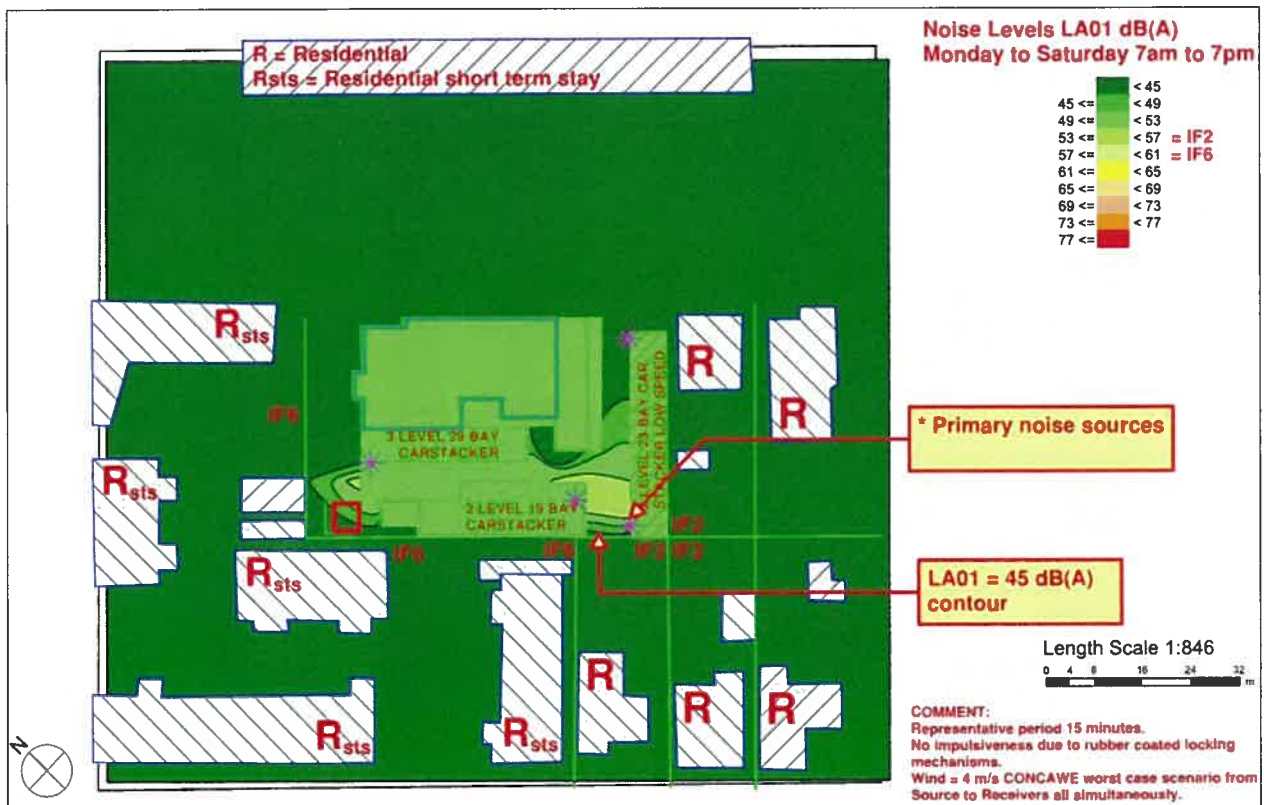 Noise Levels LA01 dB(A)
Monday to Saturday 7am to 7pm
R = Residential
Rsts = Residential short term stay
< 45
45 <= < 49
49 <= < 53
53 <= < 57 = IF2
57 <= < 61 = IF6
61 <= < 65
65 <= < 69
69 <= < 73
73 <= < 77
77 <=
Rsts
R
R
IF6
3 LEVEL 29 BAY
CARSTACKER
LEVEL 23 BAY CAR
STACKER LOW SPEED
* Primary noise sources
Rsts
2 LEVEL 19 BAY
CARSTACKER
IF2
IF6
IF6
IF2
IF2
Rsts
LA01 = 45 dB(A)
contour
Length Scale 1:846
0 4 8 16 24 32
m
R
R
R
Rsts
Rsts
N
COMMENT:
Representative period 15 minutes.
No impulsiveness due to rubber coated locking
mechanisms.
Wind = 4 m/s CONCAWE worst case scenario from
Source to Receivers all simultaneously.